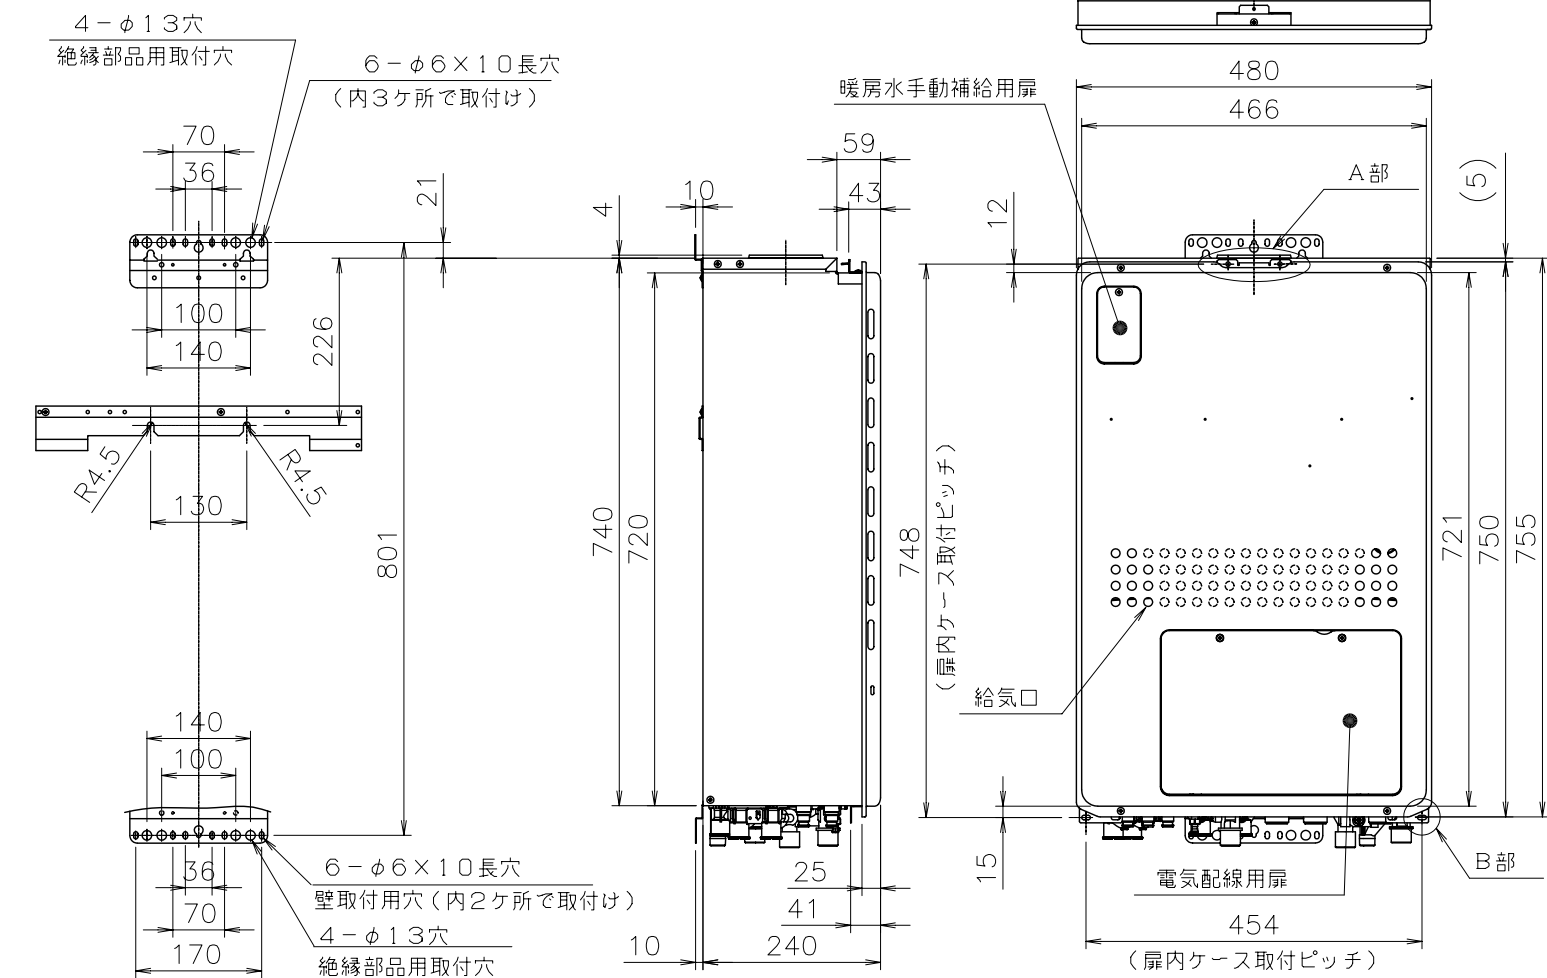 4－φ13穴
絶縁部品用取付穴
6－φ6×10長穴
（内3ケ所で取付け）
70
36
21
100
140
226
R4.5
R4.5
130
801
140
100
36
70
170
6－φ6×10長穴
壁取付用穴（内2ケ所で取付け）
4－φ13穴
絶縁部品用取付穴
暖房水手動補給用扉
59
43
10
4
740
720
25
41
10
240
480
466
A部
(5)
12
748
（扉内ケース取付ピッチ）
721
750
755
給気口
15
電気配線用扉
B部
454
（扉内ケース取付ピッチ）